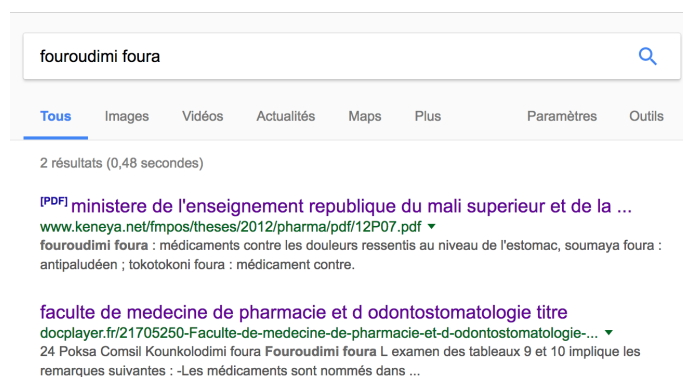 fouroudimi foura
Tous Images Vidéos Actualités Maps Plus Paramètres Outils
2 résultats (0,48 secondes)
[PDF] ministere de l'enseignement republique du mali superieur et de la ...
www.keneya.net/fmpos/theses/2012/pharma/pdf/12P07.pdf
fouroudimi foura : médicaments contre les douleurs ressentis au niveau de l'estomac, soumaya foura :
antipaludéen ; tokotokoni foura : médicament contre.
faculte de medecine de pharmacie et d odontostomatologie titre
docplayer.fr/21705250-Faculte-de-medecine-de-pharmacie-et-d-odontostomatologie-...
24 Poksa Comsil Kounkolodimi foura Fouroudimi foura L examen des tableaux 9 et 10 implique les
remarques suivantes : -Les médicaments sont nommés dans ...